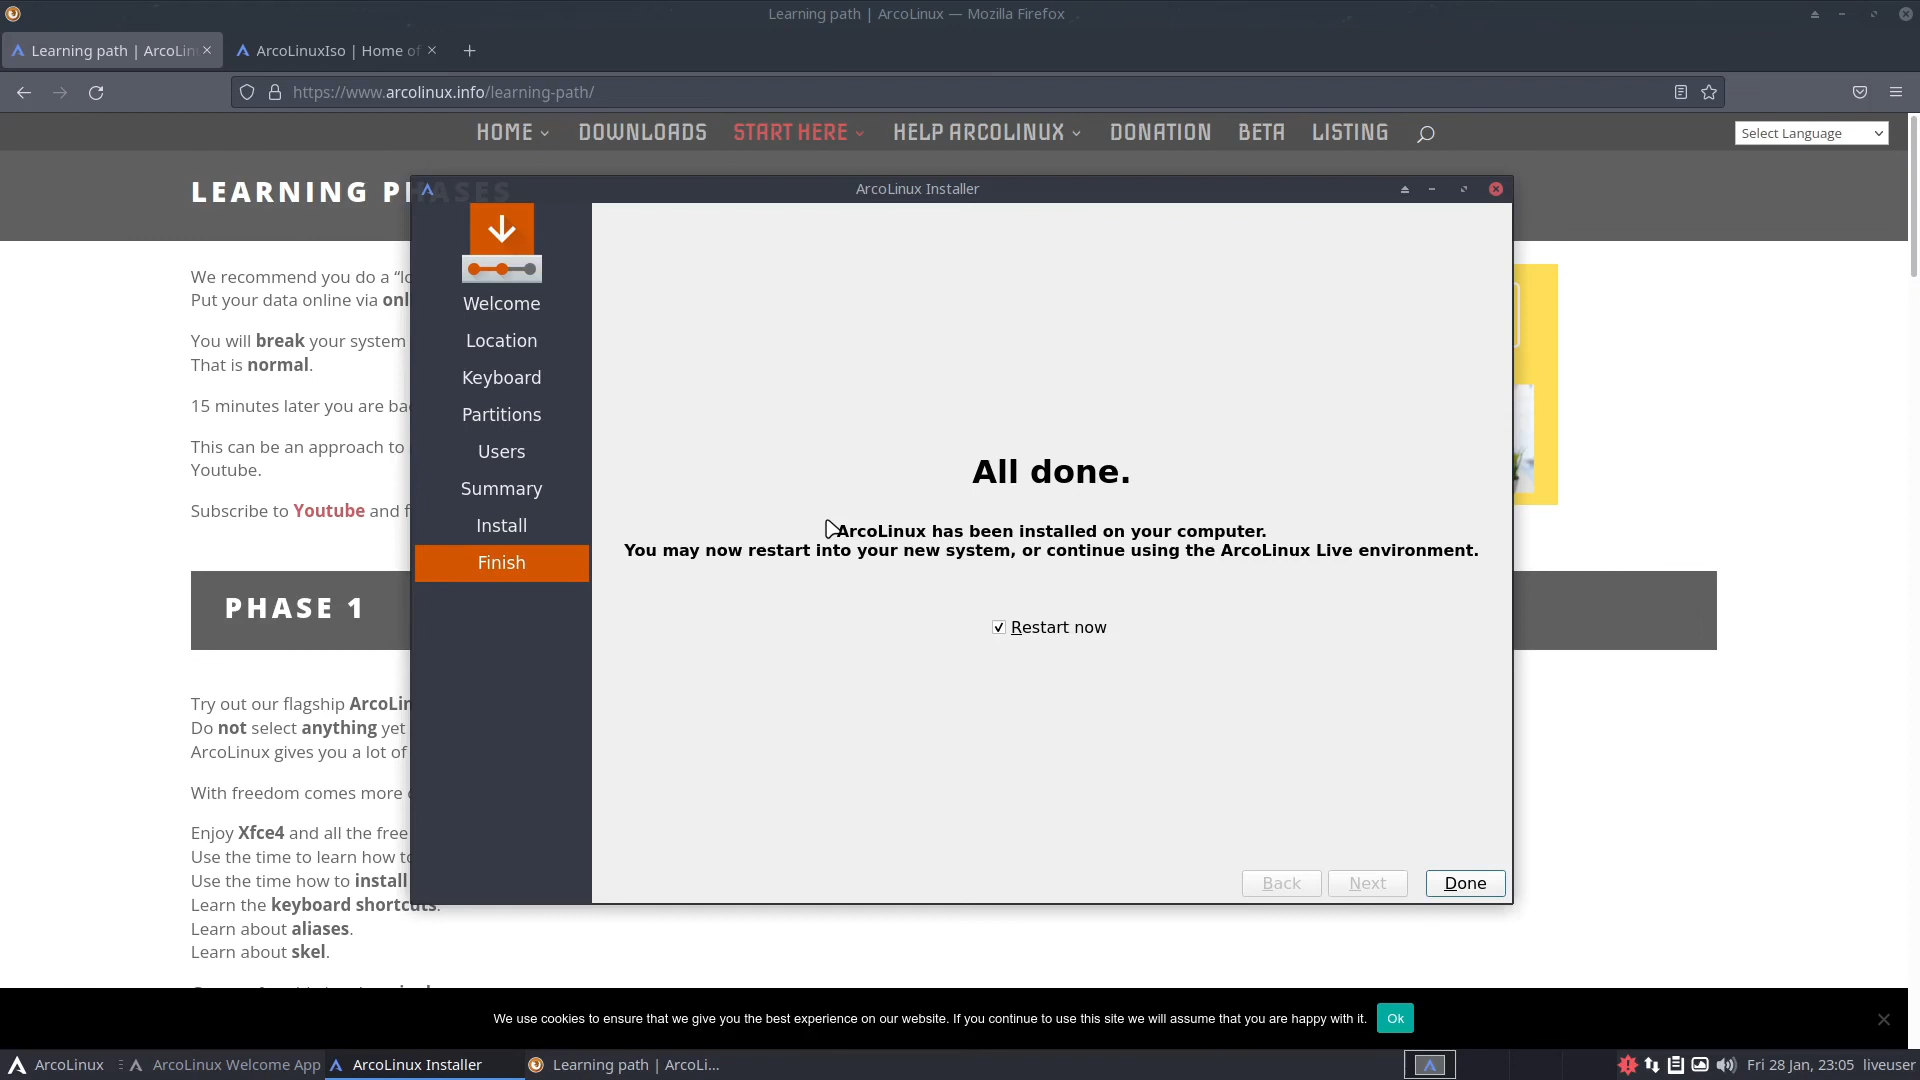 Learning path | ArcoLinux — Mozilla Firefox
Learning path | ArcoLin
ArcoLinuxIso | Home of
https://www.arcolinux.info/learning-path/
HOME
DOWNLOADS
START HERE
HELP ARCOLINUX
DONATION
BETA
LISTING
Select Language
LEARNING PHASES
ArcoLinux Installer
Welcome
Location
Keyboard
Partitions
Users
Summary
Install
Finish
All done.
ArcoLinux has been installed on your computer.
You may now restart into your new system, or continue using the ArcoLinux Live environment.
Restart now
Back
Next
Done
We recommend you do a “lo
Put your data online via onl
You will break your system
That is normal.
15 minutes later you are ba
This can be an approach to
Youtube.
Subscribe to Youtube and f
PHASE 1
Try out our flagship ArcoLin
Do not select anything yet
ArcoLinux gives you a lot of
With freedom comes more
Enjoy Xfce4 and all the free
Use the time to learn how to
Use the time how to install
Learn the keyboard shortcuts.
Learn about aliases.
Learn about skel.
We use cookies to ensure that we give you the best experience on our website. If you continue to use this site we will assume that you are happy with it.
Ok
ArcoLinux
ArcoLinux Welcome App
ArcoLinux Installer
Learning path | ArcoLi...
Fri 28 Jan, 23:05
liveuser